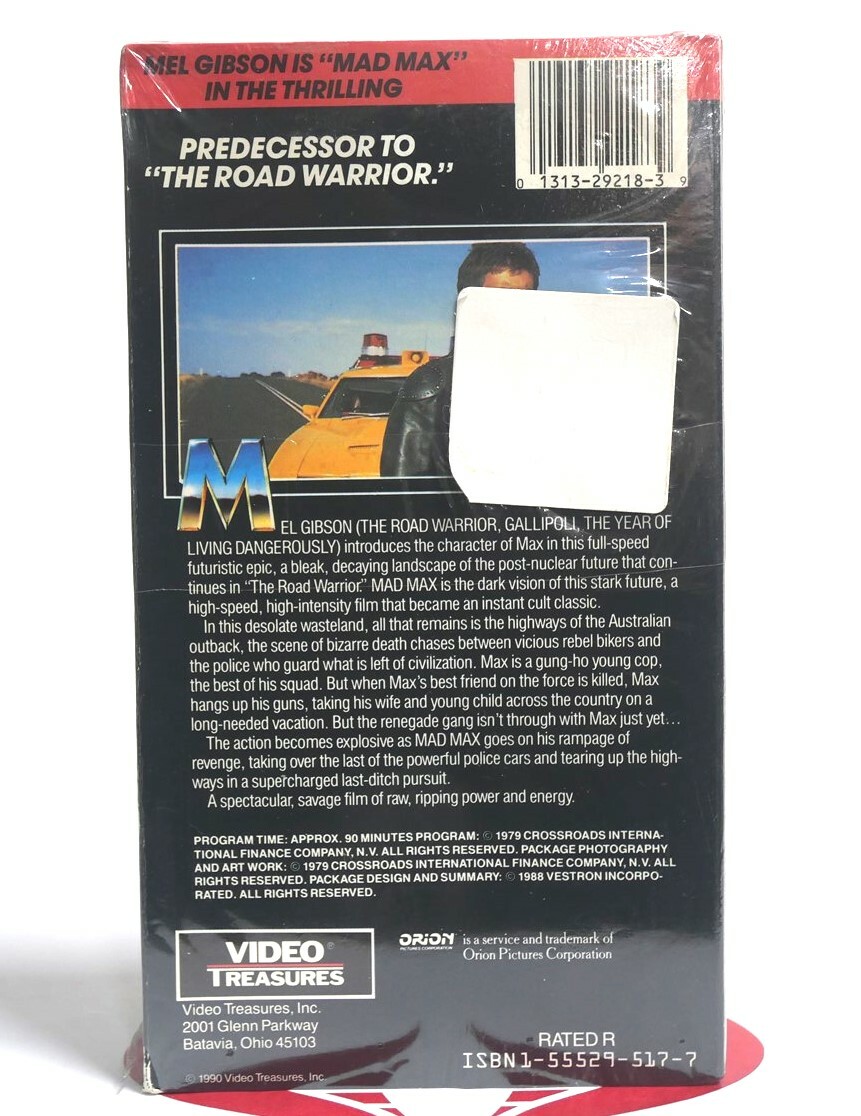 MEL GIBSON IS “MAD MAX”
IN THE THRILLING
PREDECESSOR TO
“THE ROAD WARRIOR.”
0 1313-29218-3 9
MEL GIBSON (THE ROAD WARRIOR, GALLIPOLI, THE YEAR OF
LIVING DANGEROUSLY) introduces the character of Max in this full-speed
futuristic epic, a bleak, decaying landscape of the post-nuclear future that con-
tinues in “The Road Warrior.” MAD MAX is the dark vision of this stark future, a
high-speed, high-intensity film that became an instant cult classic.
In this desolate wasteland, all that remains is the highways of the Australian
outback, the scene of bizarre death chases between vicious rebel bikers and
the police who guard what is left of civilization. Max is a gung-ho young cop,
the best of his squad. But when Max's best friend on the force is killed, Max
hangs up his guns, taking his wife and young child across the country on a
long-needed vacation. But the renegade gang isn't through with Max just yet...
The action becomes explosive as MAD MAX goes on his rampage of
revenge, taking over the last of the powerful police cars and tearing up the high-
ways in a supercharged last-ditch pursuit.
A spectacular, savage film of raw, ripping power and energy.
PROGRAM TIME: APPROX. 90 MINUTES PROGRAM: © 1979 CROSSROADS INTERNA-
TIONAL FINANCE COMPANY, N.V. ALL RIGHTS RESERVED. PACKAGE PHOTOGRAPHY
AND ART WORK: © 1979 CROSSROADS INTERNATIONAL FINANCE COMPANY, N.V. ALL
RIGHTS RESERVED. PACKAGE DESIGN AND SUMMARY: © 1988 VESTRON INCORPO-
RATED. ALL RIGHTS RESERVED.
VIDEO®
TREASURES
ORION
PICTURES CORPORATION
is a service and trademark of
Orion Pictures Corporation
Video Treasures, Inc.
2001 Glenn Parkway
Batavia, Ohio 45103
RATED R
ISBN 1-55529-517-7
© 1990 Video Treasures, Inc.